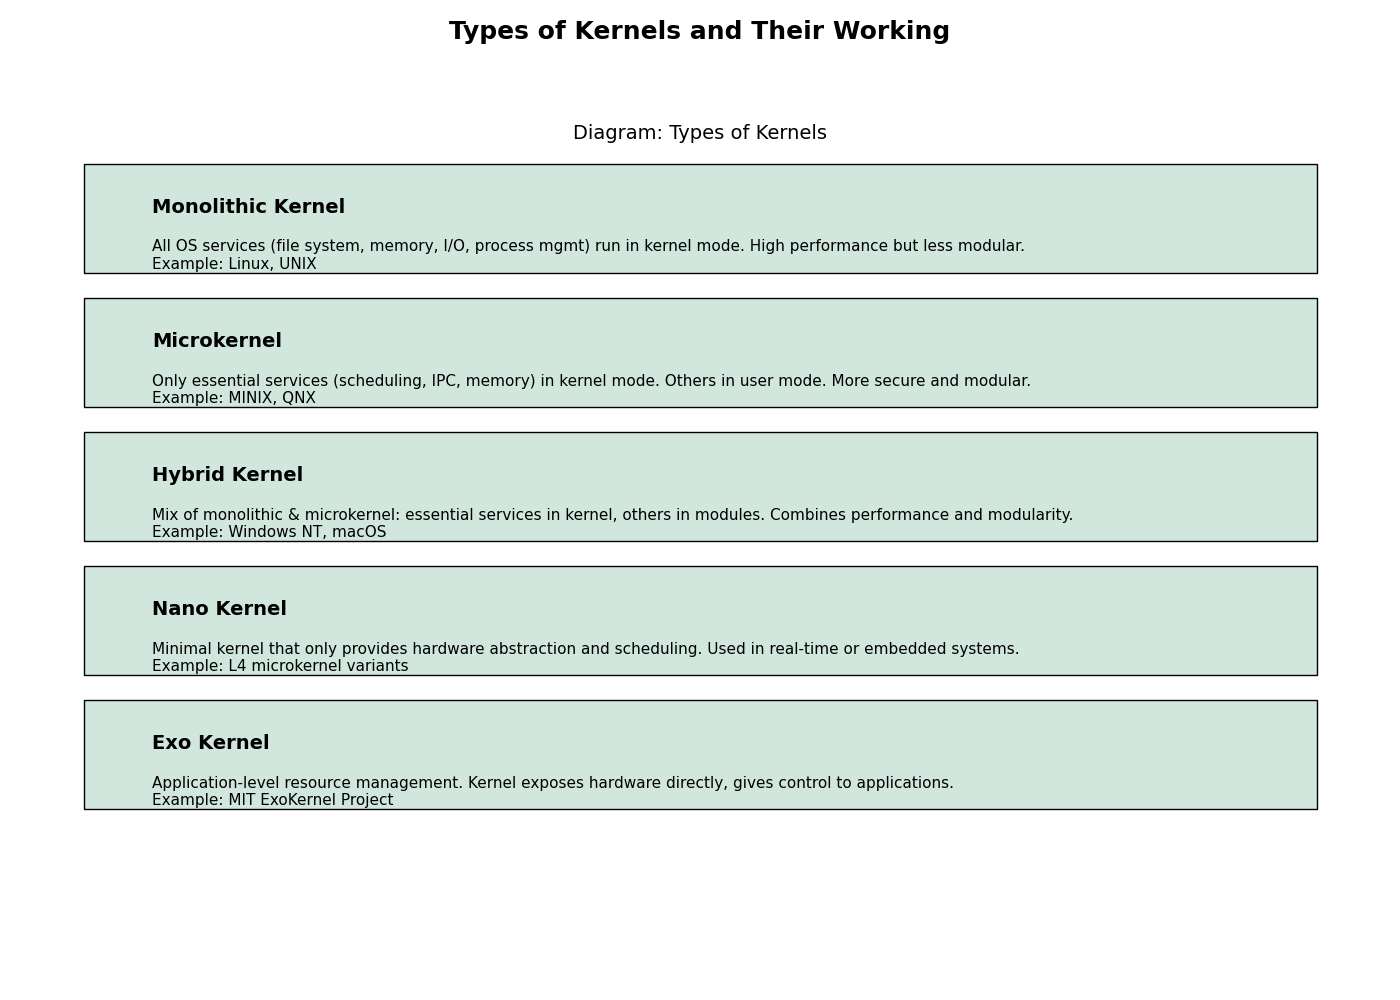 Types of Kernels and Their Working
Diagram: Types of Kernels
Monolithic Kernel
All OS services (file system, memory, I/O, process mgmt) run in kernel mode. High performance but less modular.
Example: Linux, UNIX
Microkernel
Only essential services (scheduling, IPC, memory) in kernel mode. Others in user mode. More secure and modular.
Example: MINIX, QNX
Hybrid Kernel
Mix of monolithic & microkernel: essential services in kernel, others in modules. Combines performance and modularity.
Example: Windows NT, macOS
Nano Kernel
Minimal kernel that only provides hardware abstraction and scheduling. Used in real-time or embedded systems.
Example: L4 microkernel variants
Exo Kernel
Application-level resource management. Kernel exposes hardware directly, gives control to applications.
Example: MIT ExoKernel Project